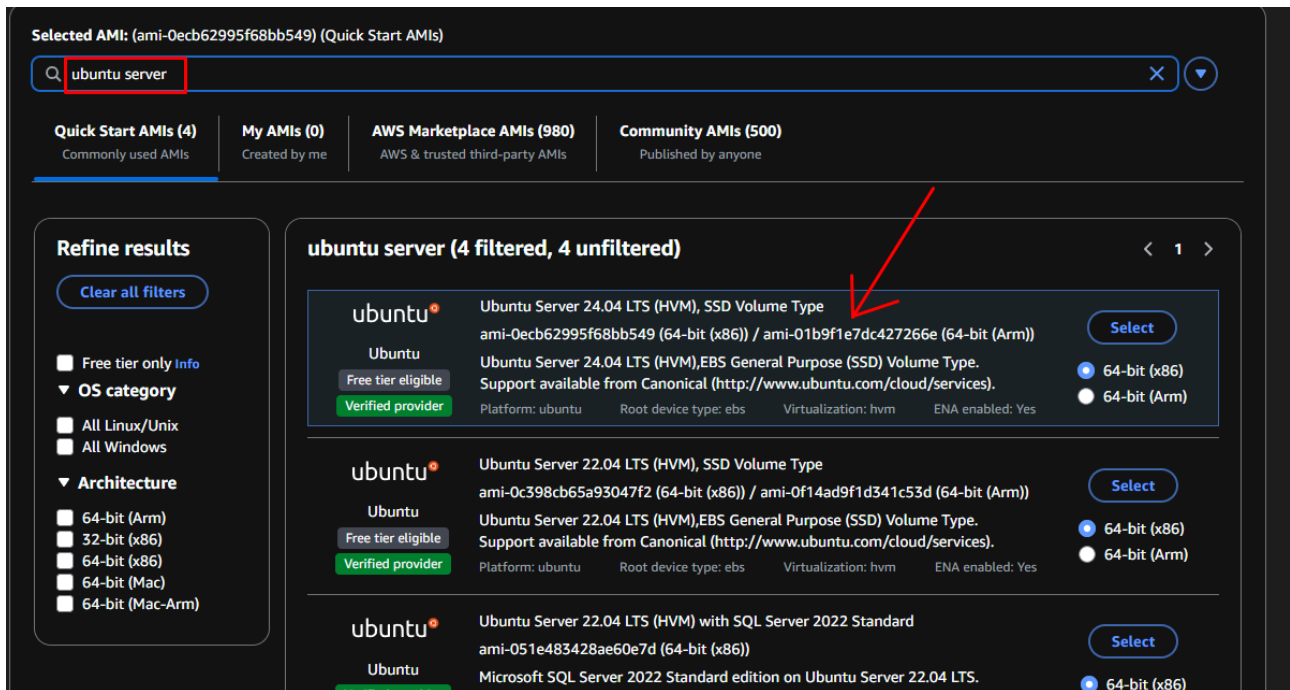 Selected AMI: (ami-0ecb62995f68bb549) (Quick Start AMIs)
ubuntu server
Quick Start AMIs (4)
Commonly used AMIs
My AMIs (0)
Created by me
AWS Marketplace AMIs (980)
AWS & trusted third-party AMIs
Community AMIs (500)
Published by anyone
Refine results
Clear all filters
Free tier only Info
OS category
All Linux/Unix
All Windows
Architecture
64-bit (Arm)
32-bit (x86)
64-bit (x86)
64-bit (Mac)
64-bit (Mac-Arm)
ubuntu server (4 filtered, 4 unfiltered)
1
ubuntu
Ubuntu
Free tier eligible
Verified provider
Ubuntu Server 24.04 LTS (HVM), SSD Volume Type
ami-0ecb62995f68bb549 (64-bit (x86)) / ami-01b9f1e7dc427266e (64-bit (Arm))
Ubuntu Server 24.04 LTS (HVM),EBS General Purpose (SSD) Volume Type.
Support available from Canonical (http://www.ubuntu.com/cloud/services).
Platform: ubuntu Root device type: ebs Virtualization: hvm ENA enabled: Yes
Select
64-bit (x86)
64-bit (Arm)
ubuntu
Ubuntu
Free tier eligible
Verified provider
Ubuntu Server 22.04 LTS (HVM), SSD Volume Type
ami-0c398cb65a93047f2 (64-bit (x86)) / ami-0f14ad9f1d341c53d (64-bit (Arm))
Ubuntu Server 22.04 LTS (HVM),EBS General Purpose (SSD) Volume Type.
Support available from Canonical (http://www.ubuntu.com/cloud/services).
Platform: ubuntu Root device type: ebs Virtualization: hvm ENA enabled: Yes
Select
64-bit (x86)
64-bit (Arm)
ubuntu
Ubuntu
Ubuntu Server 22.04 LTS (HVM) with SQL Server 2022 Standard
ami-051e483428ae60e7d (64-bit (x86))
Microsoft SQL Server 2022 Standard edition on Ubuntu Server 22.04 LTS.
Select
64-bit (x86)